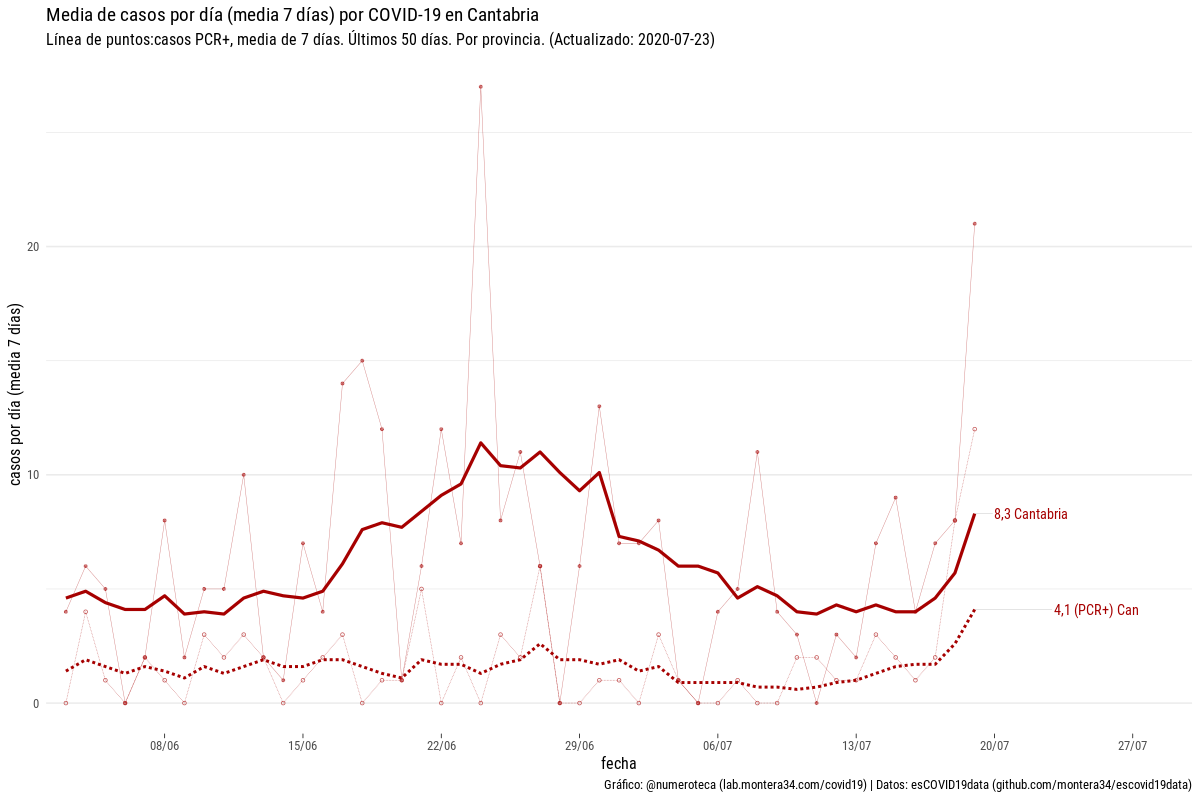 Media de casos por día (media 7 días) por COVID-19 en Cantabria
Línea de puntos:casos PCR+, media de 7 días. Últimos 50 días. Por provincia. (Actualizado: 2020-07-23)
casos por día (media 7 días)
20
10
0
8,3 Cantabria
4,1 (PCR+) Can
08/06
15/06
22/06
29/06
06/07
13/07
20/07
27/07
fecha
Gráfico: @numeroteca (lab.montera34.com/covid19) | Datos: esCOVID19data (github.com/montera34/escovid19data)